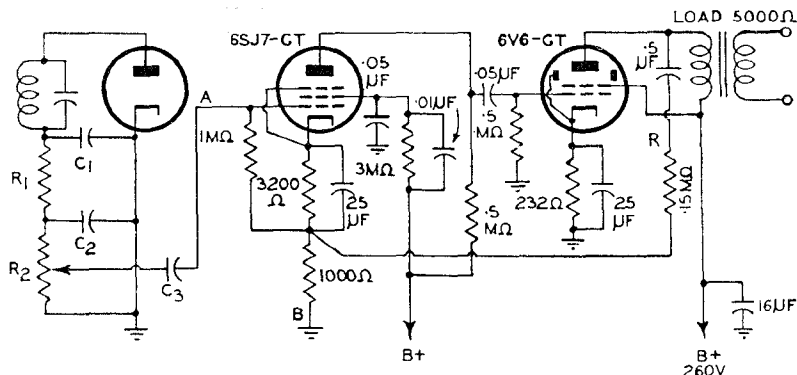 LOAD 5000Ω
6SJ7-GT
6V6-GT
.05
μF
.5
μF
A
.05μF
.01μF
.5
MΩ
1MΩ
3MΩ
R
C1
R1
3200
Ω
25
μF
.5
MΩ
232Ω
25
μF
.15MΩ
C2
R2
C3
1000Ω
B
16μF
B+
B+
260V